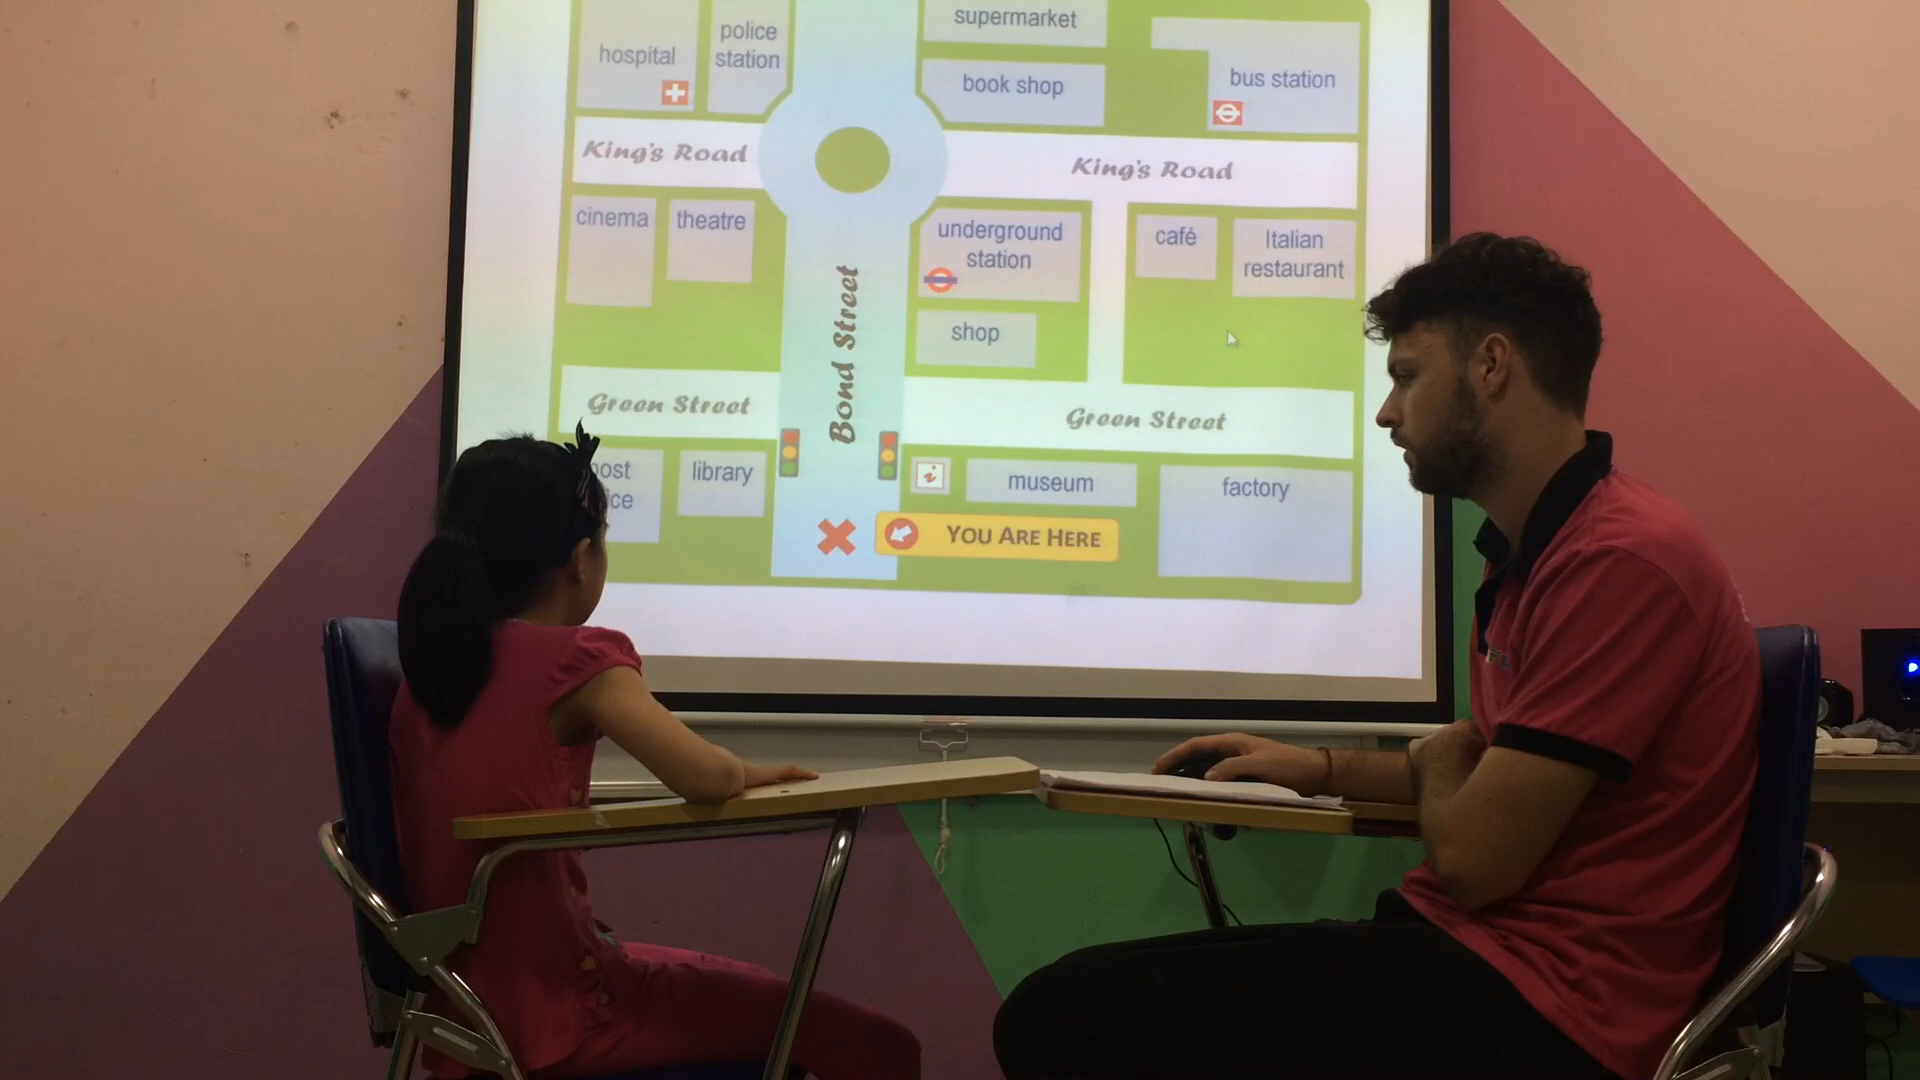 hospital
police
station
supermarket
book shop
bus station
King's Road
King's Road
cinema
theatre
underground
station
café
Italian
restaurant
shop
Bond Street
Green Street
Green Street
library
museum
factory
YOU ARE HERE